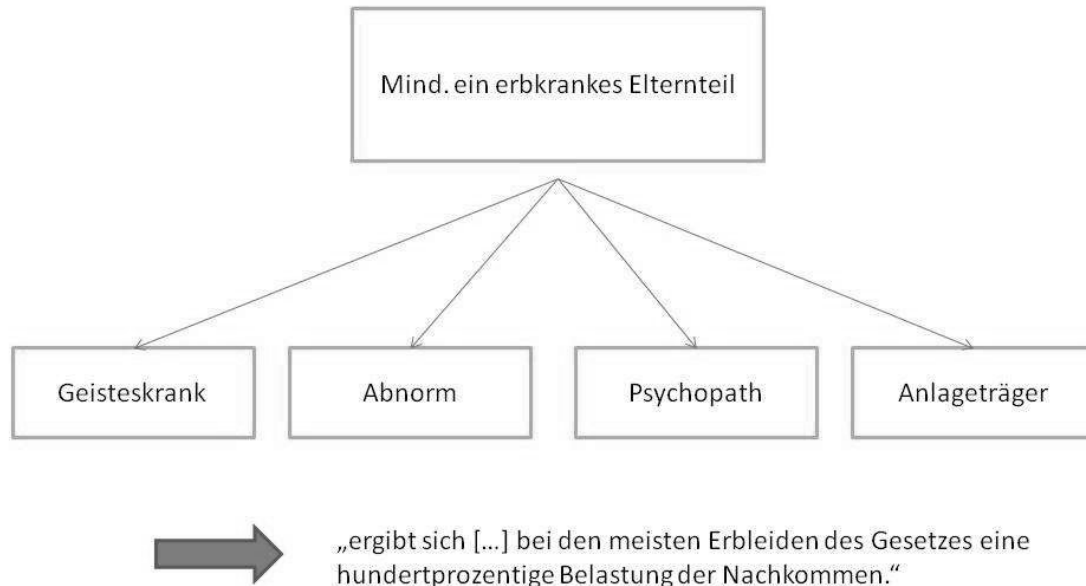 Mind. ein erbkrankes Elternteil
Geisteskrank
Abnorm
Psychopath
Anlageträger
„ergibt sich [...] bei den meisten Erbleiden des Gesetzes eine
hundertprozentige Belastung der Nachkommen.“